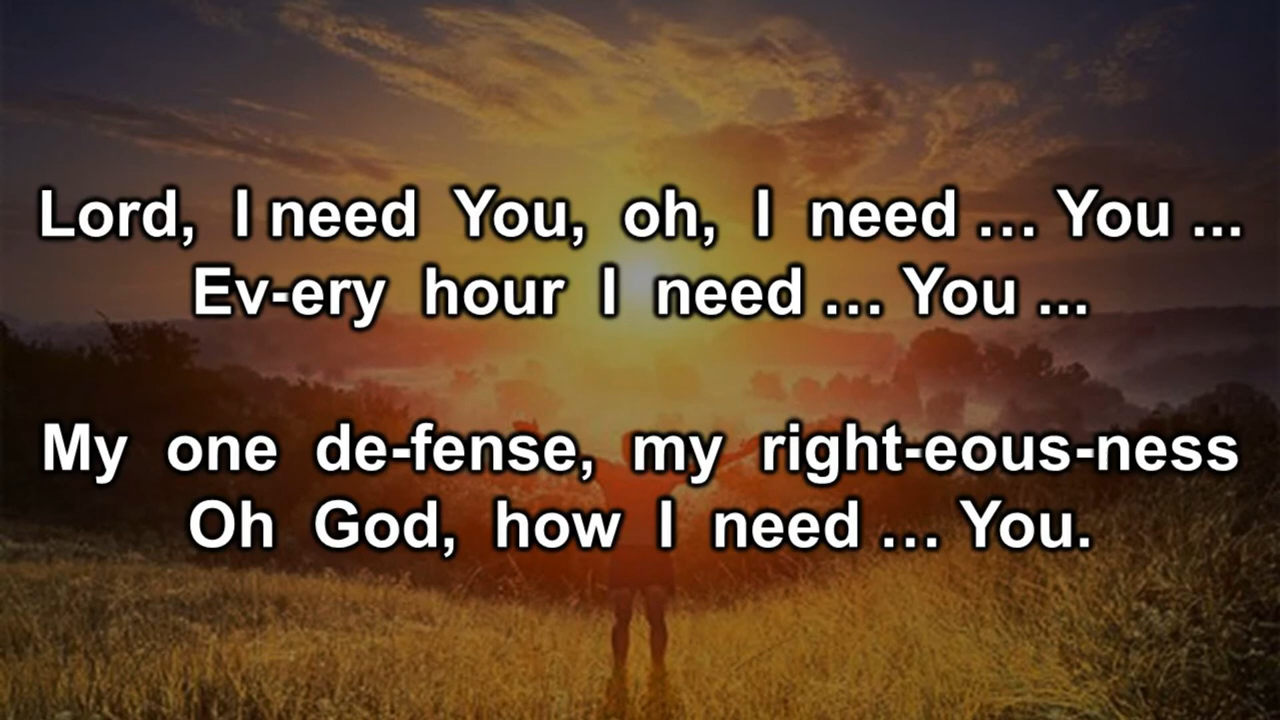 Lord, I need You, oh, I need ... You ...
Ev-ery hour I need ... You ...
My one de-fense, my right-eous-ness
Oh God, how I need ... You.